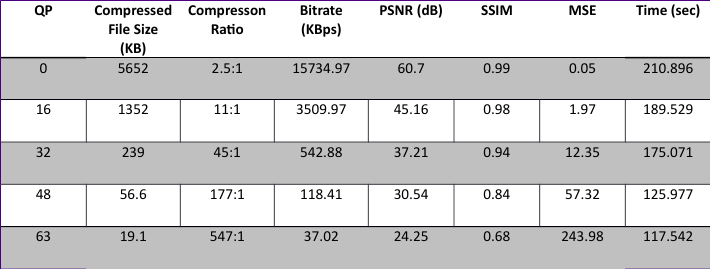 QP Compressed File Size (KB) Compresson Ratio Bitrate (KBps) PSNR (dB) SSIM MSE Time (sec)
0 5652 2.5:1 15734.97 60.7 0.99 0.05 210.896
16 1352 11:1 3509.97 45.16 0.98 1.97 189.529
32 239 45:1 542.88 37.21 0.94 12.35 175.071
48 56.6 177:1 118.41 30.54 0.84 57.32 125.977
63 19.1 547:1 37.02 24.25 0.68 243.98 117.542